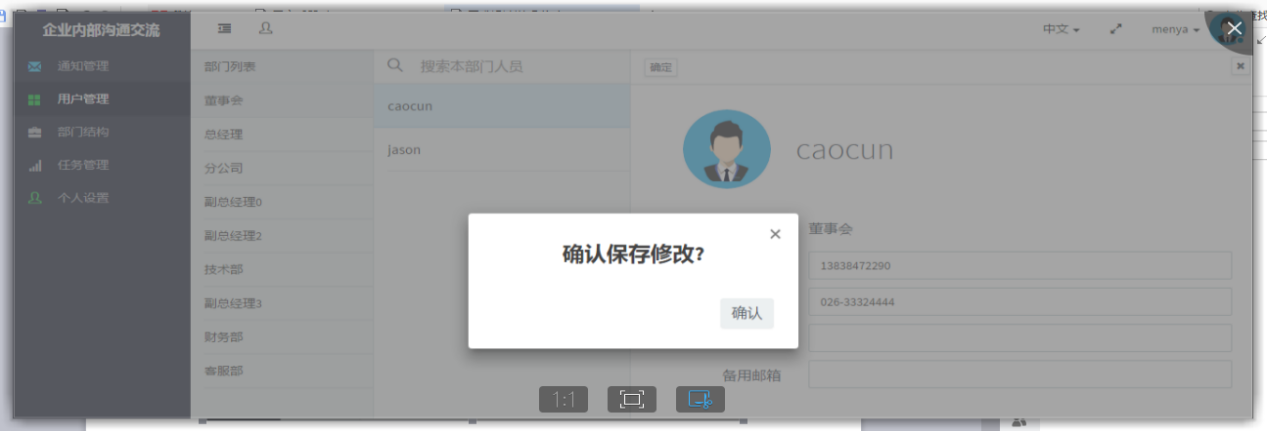 企业内部沟通交流
中文
menya
查找
通知管理
用户管理
部门结构
任务管理
个人设置
部门列表
董事会
总经理
分公司
副总经理0
副总经理2
技术部
副总经理3
财务部
客服部
搜索本部门人员
caocun
jason
确定
caocun
董事会
13838472290
026-33324444
备用邮箱
确认保存修改?
确认
1:1